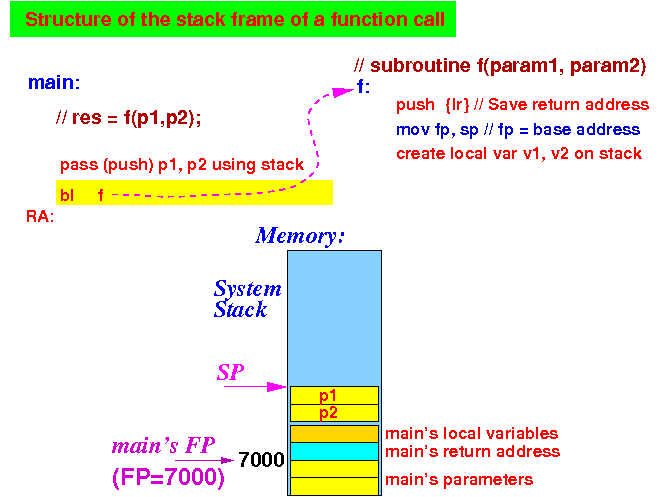 Structure of the stack frame of a function call
main:
// res = f(p1,p2);
pass (push) p1, p2 using stack
bl f
RA:
// subroutine f(param1, param2)
f:
push {lr} // Save return address
mov fp, sp // fp = base address
create local var v1, v2 on stack
Memory:
System
Stack
SP
p1
p2
main's FP
(FP=7000)
7000
main's local variables
main's return address
main's parameters